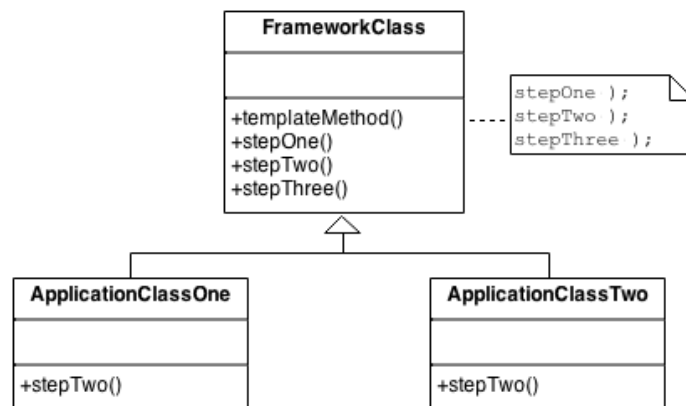 FrameworkClass
+templateMethod()
+stepOne()
+stepTwo()
+stepThree()
stepOne );
stepTwo );
stepThree );
ApplicationClassOne
+stepTwo()
ApplicationClassTwo
+stepTwo()